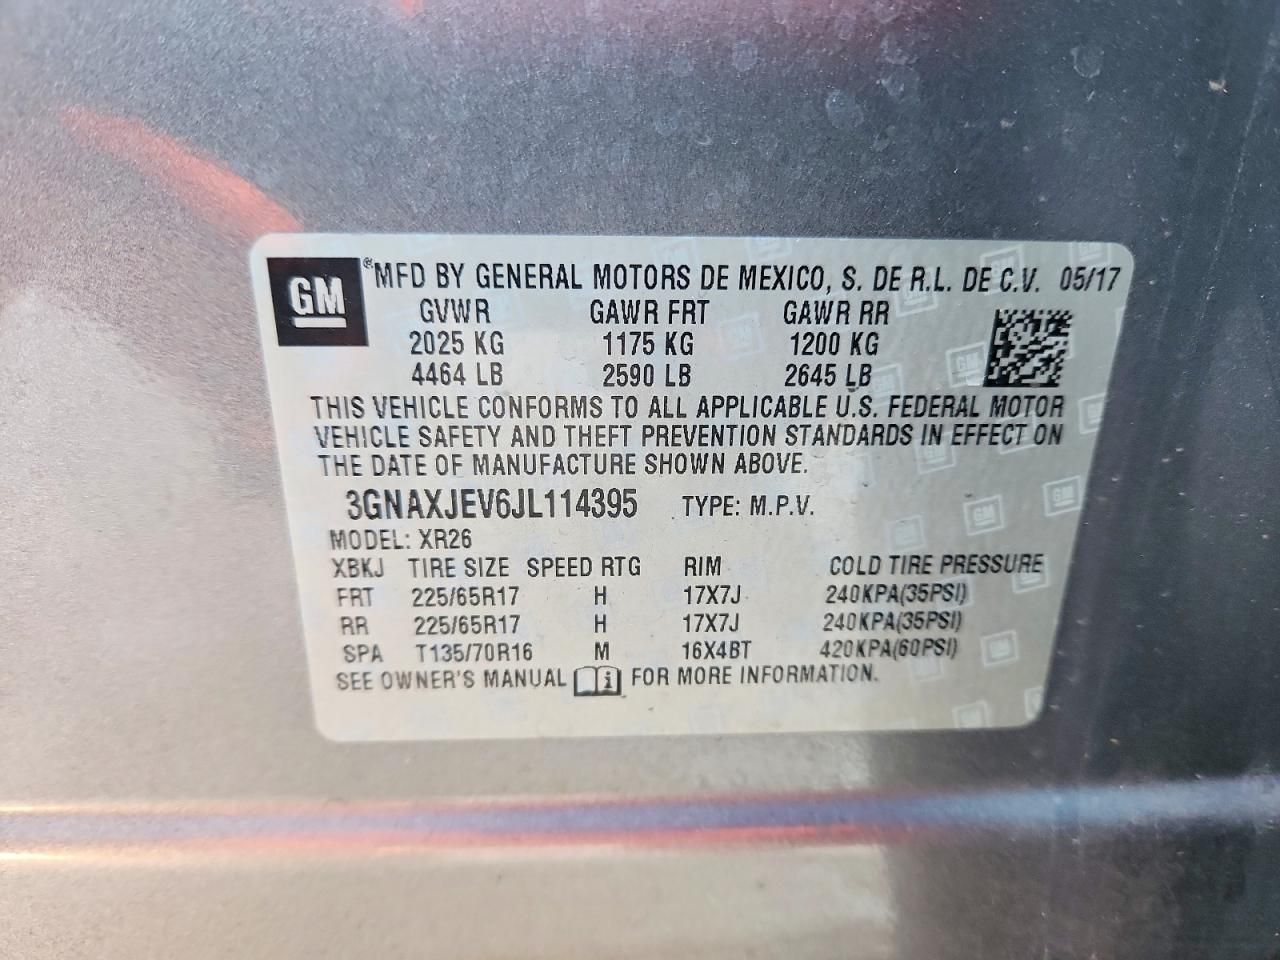 GM ® MFD BY GENERAL MOTORS DE MEXICO, S. DE R.L. DE C.V. 05/17
GVWR GAWR FRT GAWR RR
2025 KG 1175 KG 1200 KG
4464 LB 2590 LB 2645 LB
THIS VEHICLE CONFORMS TO ALL APPLICABLE U.S. FEDERAL MOTOR
VEHICLE SAFETY AND THEFT PREVENTION STANDARDS IN EFFECT ON
THE DATE OF MANUFACTURE SHOWN ABOVE.
3GNAXJEV6JL114395 TYPE: M.P.V.
MODEL: XR26
XBKJ TIRE SIZE SPEED RTG RIM COLD TIRE PRESSURE
FRT 225/65R17 H 17X7J 240KPA(35PSI)
RR 225/65R17 H 17X7J 240KPA(35PSI)
SPA T135/70R16 M 16X4BT 420KPA(60PSI)
SEE OWNER'S MANUAL i FOR MORE INFORMATION.